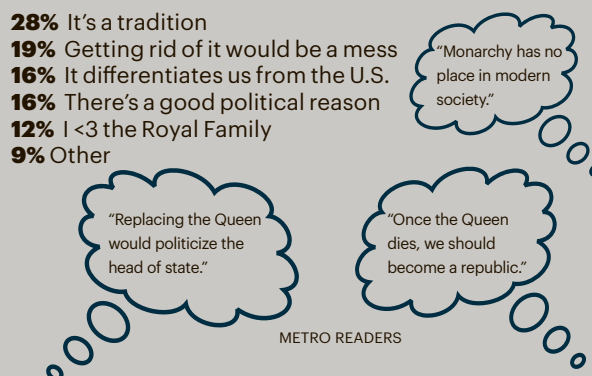 28% It's a tradition
19% Getting rid of it would be a mess
16% It differentiates us from the U.S.
16% There's a good political reason
12% I <3 the Royal Family
9% Other
“Monarchy has no
place in modern
society.”
“Replacing the Queen
would politicize the
head of state.”
“Once the Queen
dies, we should
become a republic.”
METRO READERS